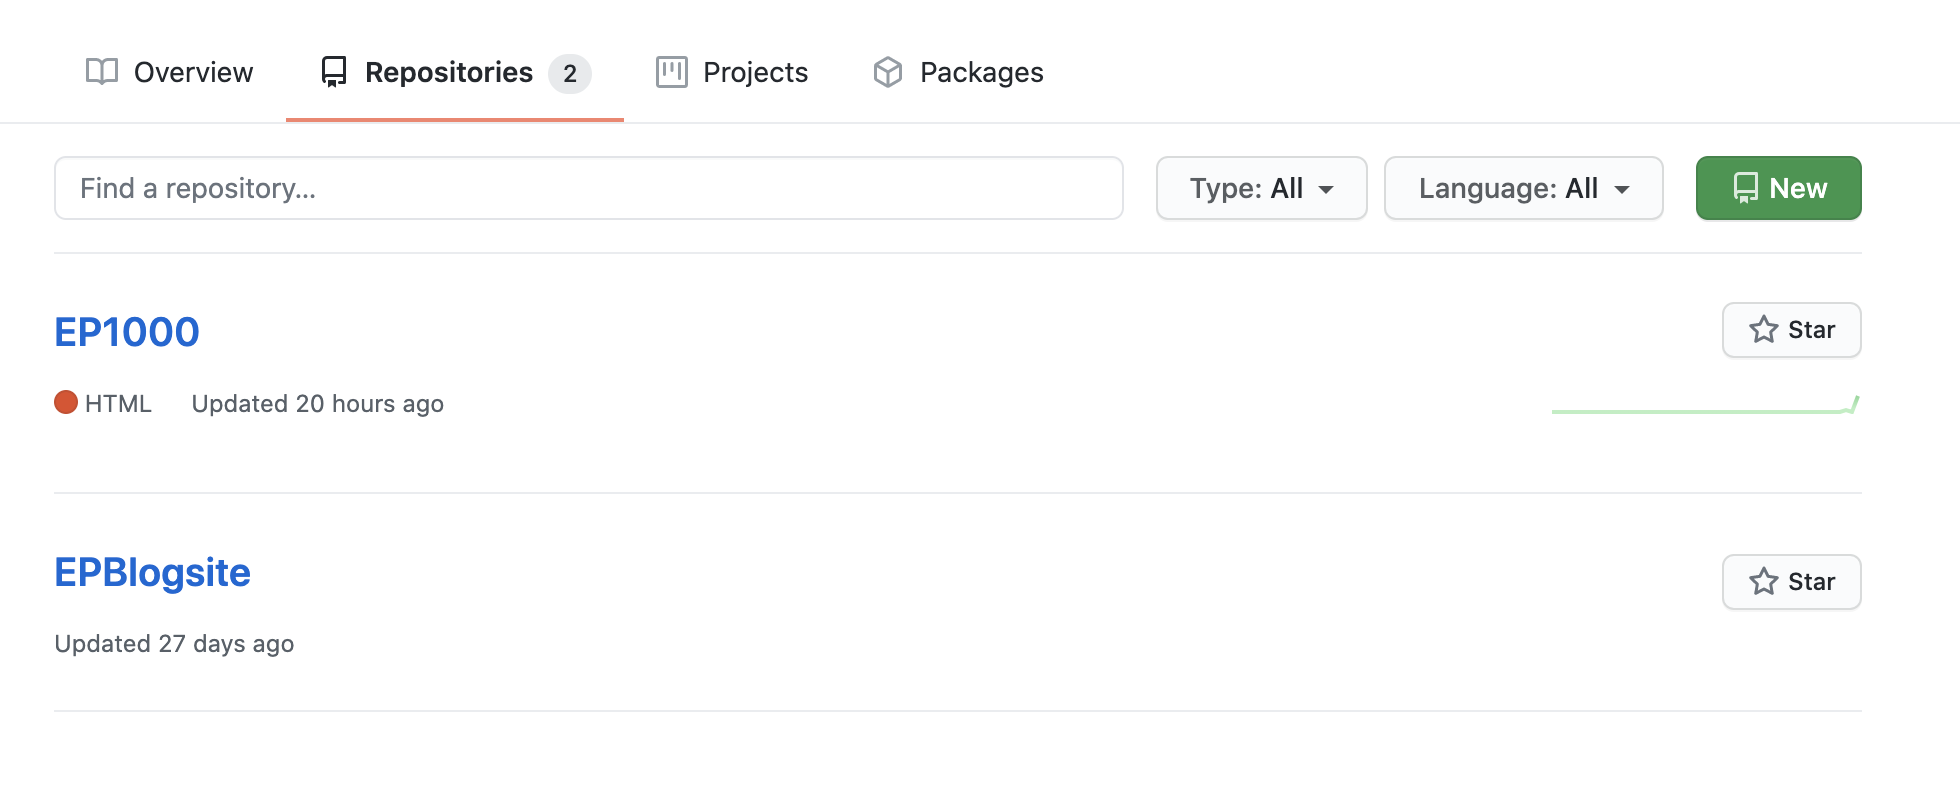 Overview Repositories 2 Projects Packages
Find a repository... Type: All Language: All New
EP1000 Star
HTML Updated 20 hours ago
EPBlogsite Star
Updated 27 days ago